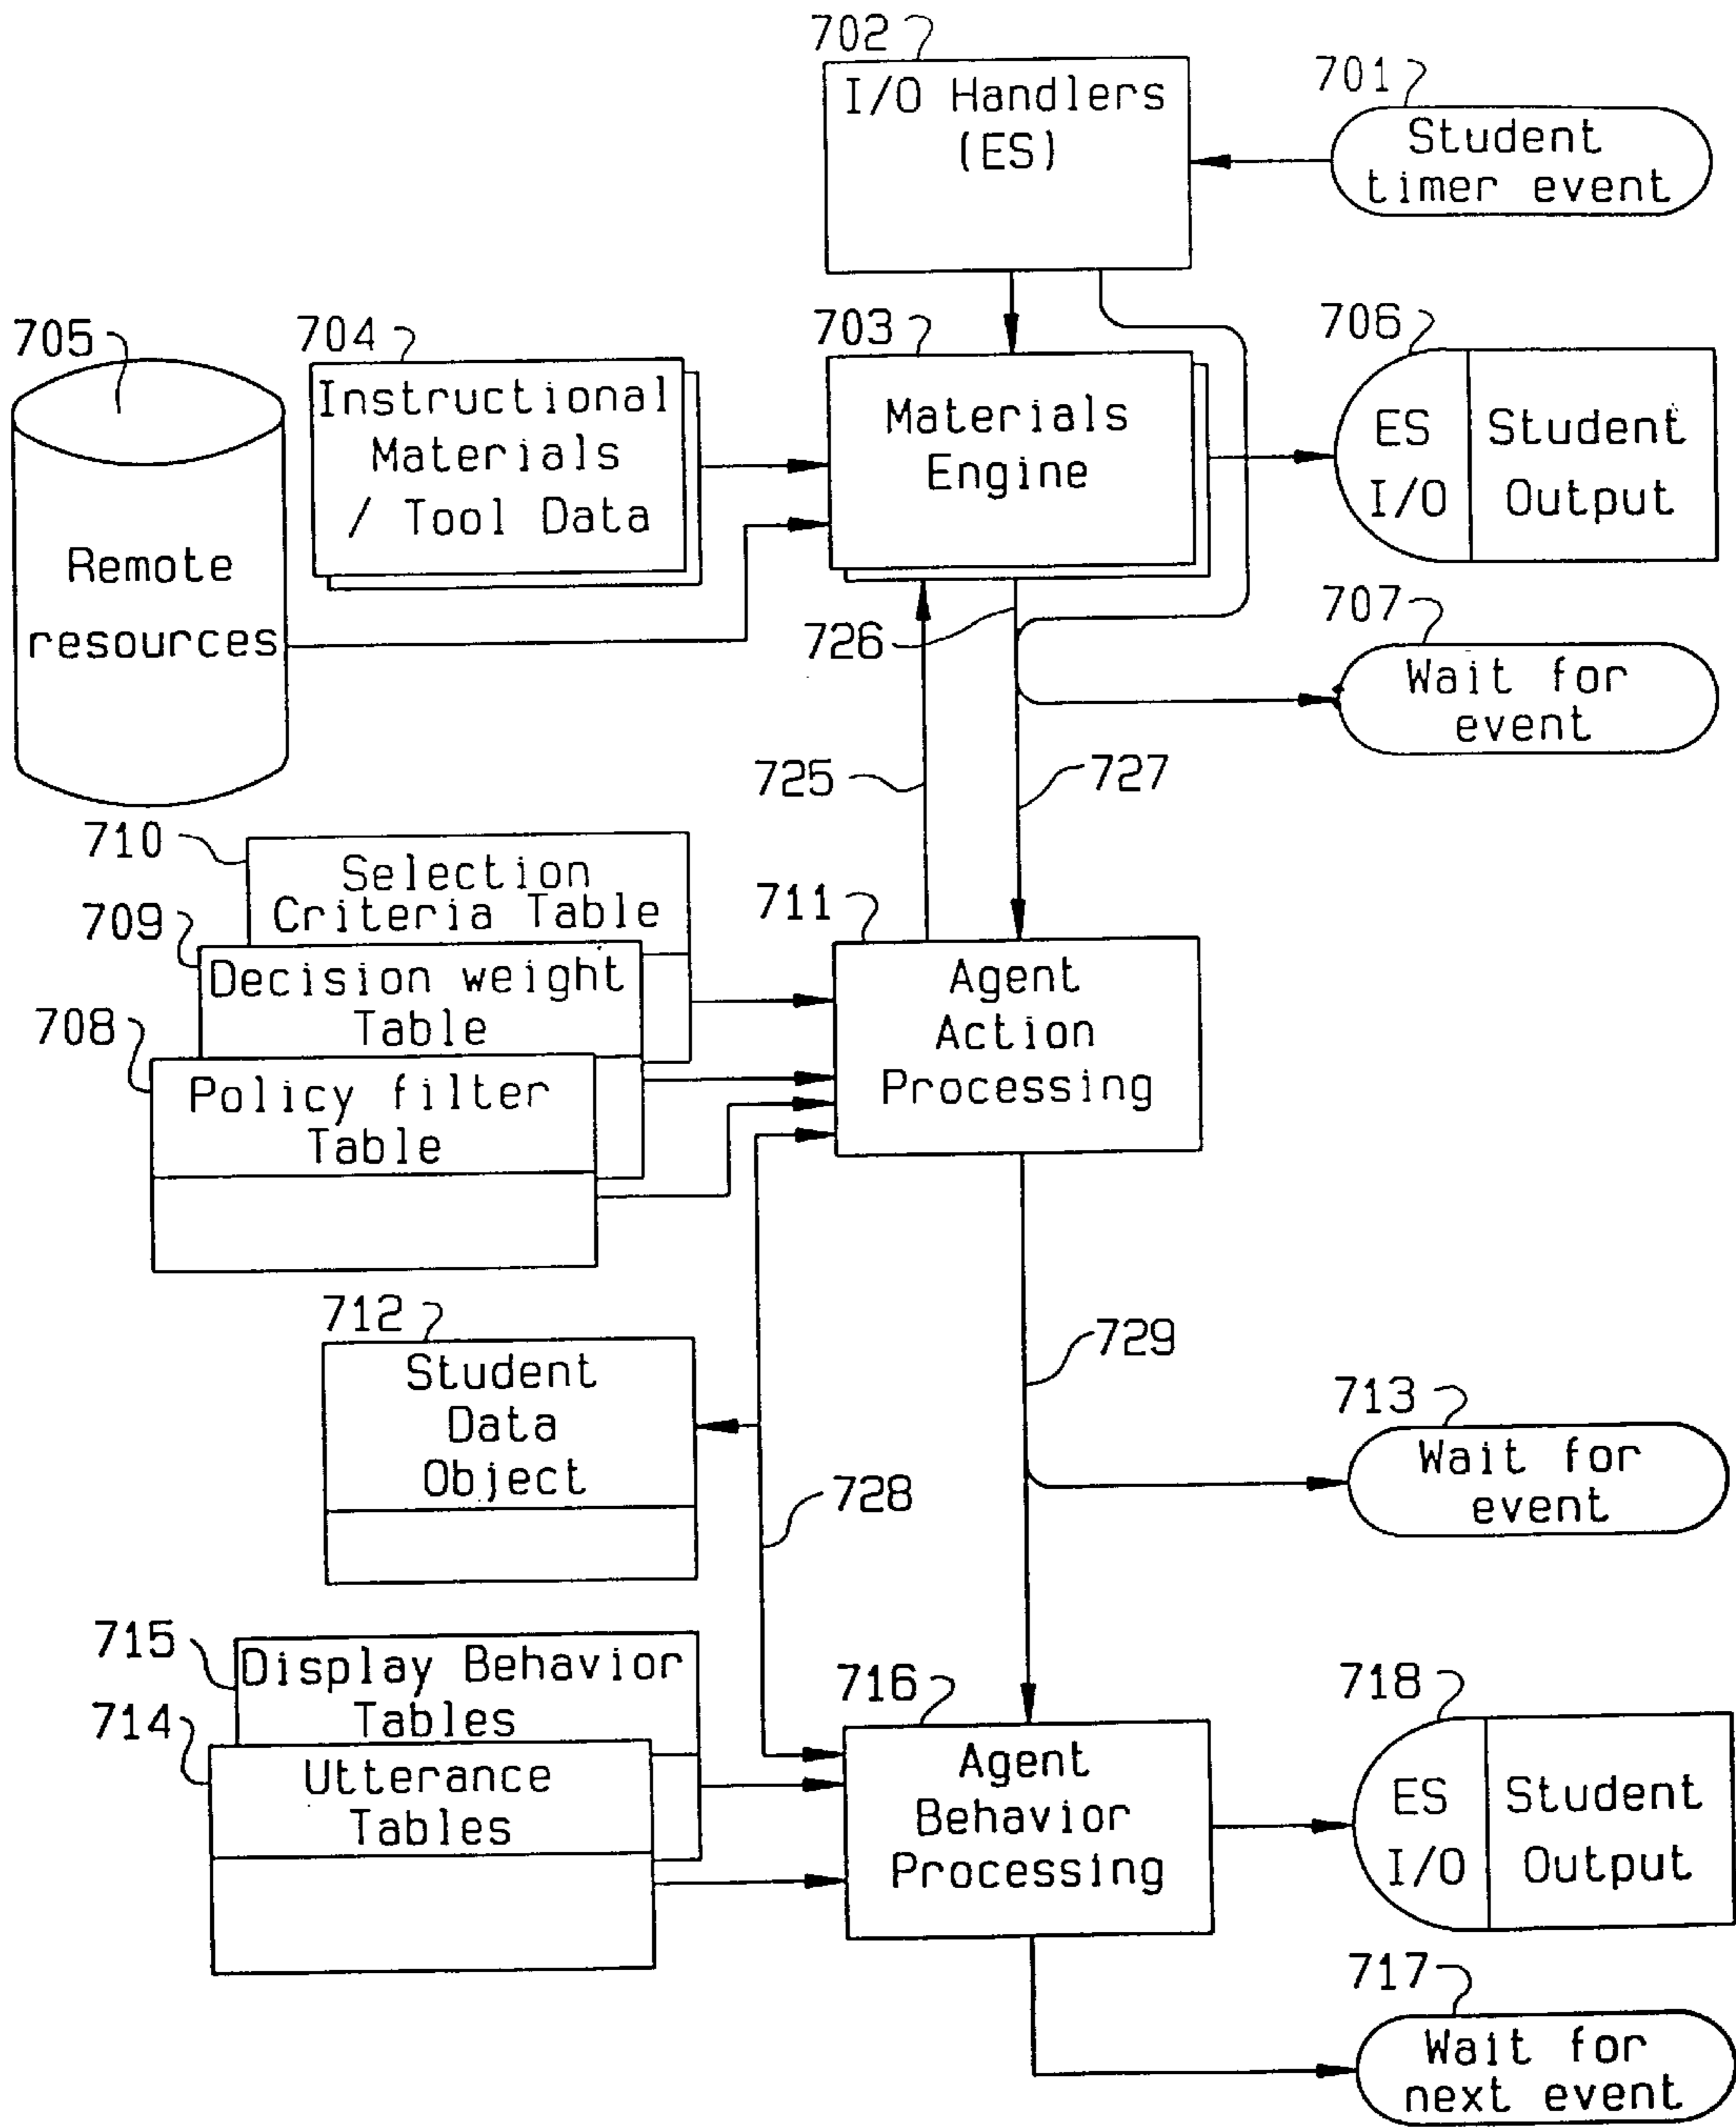 702
I/O Handlers
(ES)
701
Student
timer event
705
Remote
resources
704
Instructional
Materials
/ Tool Data
703
Materials
Engine
706
ES
I/O
Student
Output
726
707
Wait for
event
725
727
710
Selection
Criteria Table
709
Decision weight
Table
708
Policy filter
Table
711
Agent
Action
Processing
712
Student
Data
Object
729
728
713
Wait for
event
715
Display Behavior
Tables
714
Utterance
Tables
716
Agent
Behavior
Processing
718
ES
I/O
Student
Output
717
Wait for
next event